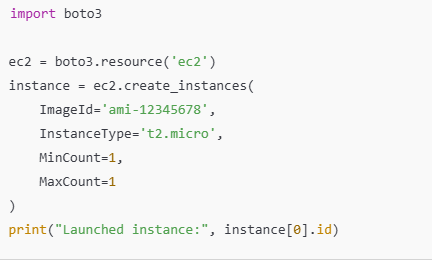 import boto3

ec2 = boto3.resource('ec2')
instance = ec2.create_instances(
    ImageId='ami-12345678',
    InstanceType='t2.micro',
    MinCount=1,
    MaxCount=1
)
print("Launched instance:", instance[0].id)